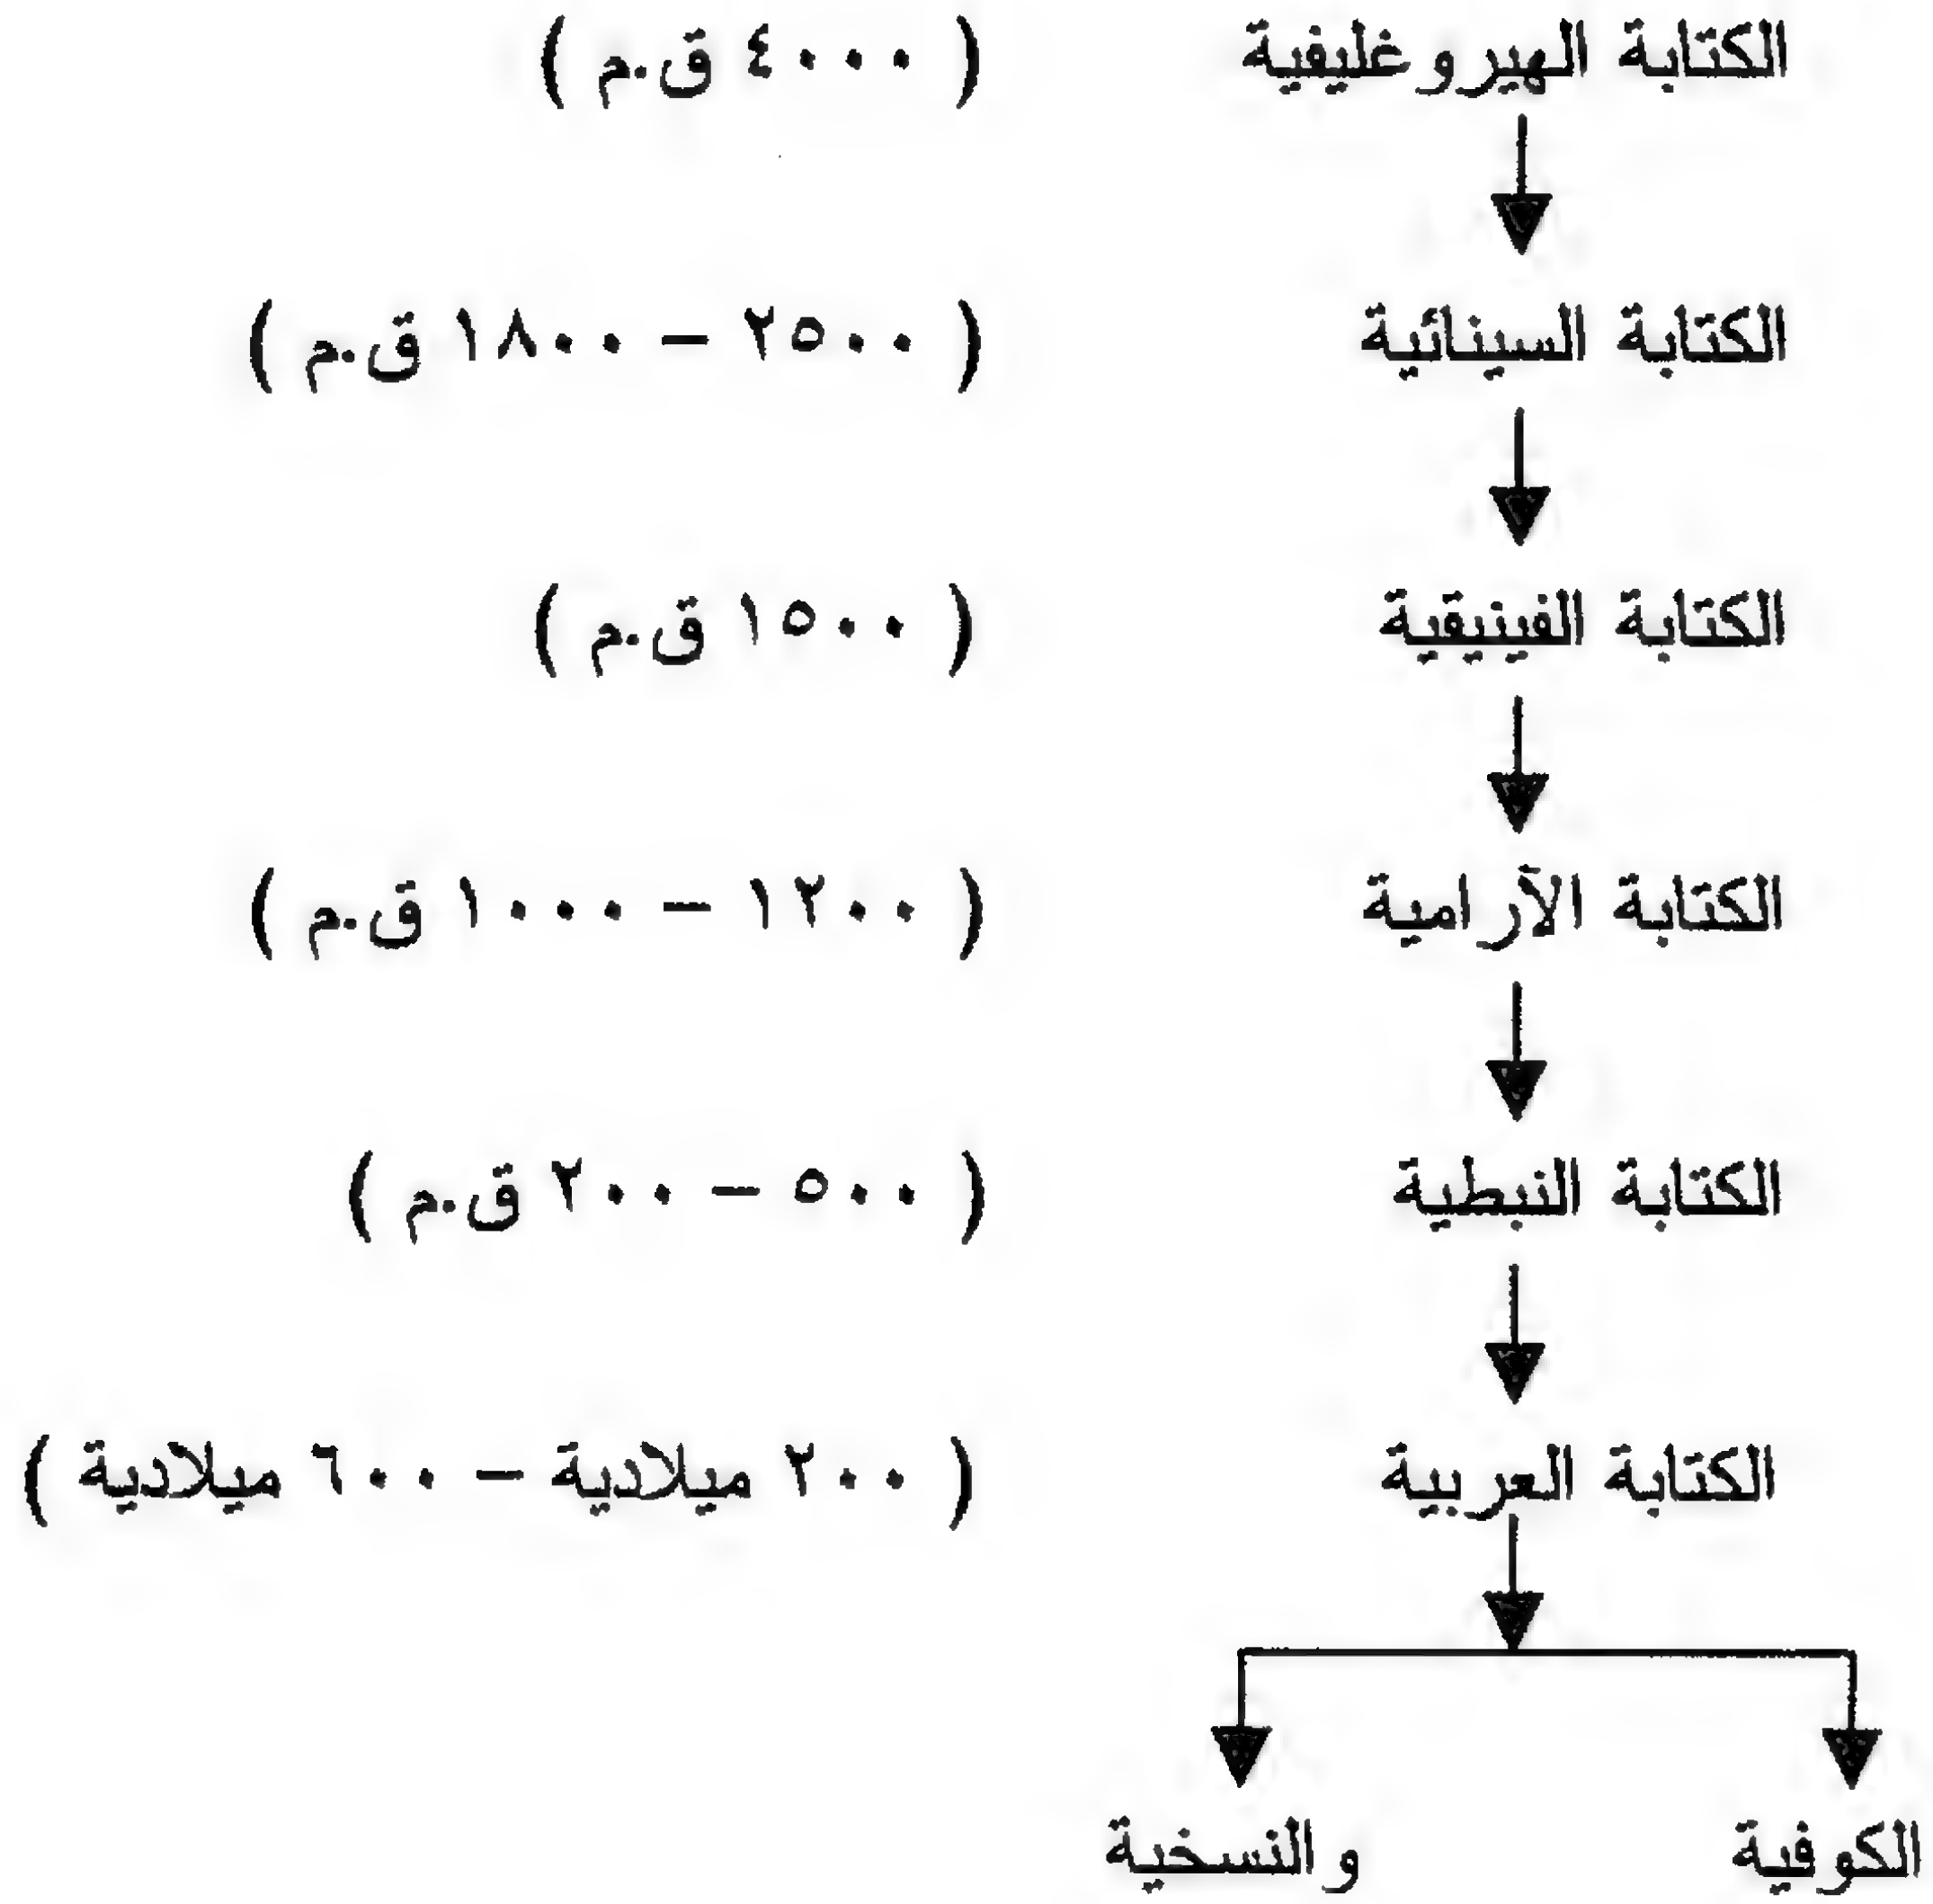 الكتابة الهيروغليفية ( ٤٠٠٠ ق.م )
الكتابة السينائية ( ٢٥٠٠ – ١٨٠٠ ق.م )
الكتابة الفينيقية ( ١٥٠٠ ق.م )
الكتابة الآرامية ( ١٢٠٠ – ١٠٠٠ ق.م )
الكتابة النبطية ( ٥٠٠ – ٢٠٠ ق.م )
الكتابة العربية ( ٢٠٠ ميلادية – ٦٠٠ ميلادية )
الكوفية والنسخية